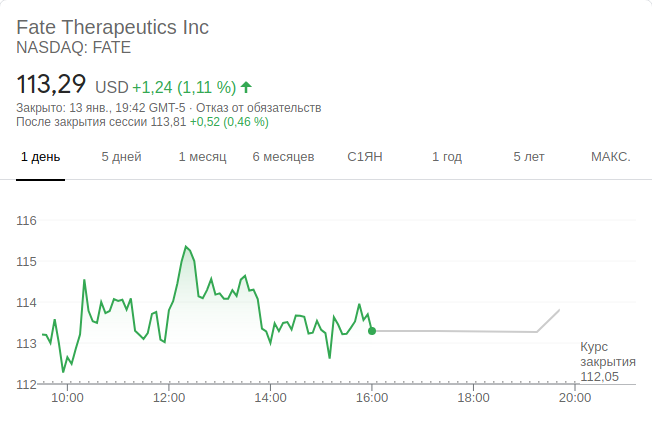 Fate Therapeutics Inc
NASDAQ: FATE
113,29 USD +1,24 (1,11 %)
Закрыто: 13 янв., 19:42 GMT-5 · Отказ от обязательств
После закрытия сессии 113,81 +0,52 (0,46 %)
1 день 5 дней 1 месяц 6 месяцев С1ЯН 1 год 5 лет МАКС.
116
115
114
113
112
Курс
закрытия
112,05
10:00 12:00 14:00 16:00 18:00 20:00